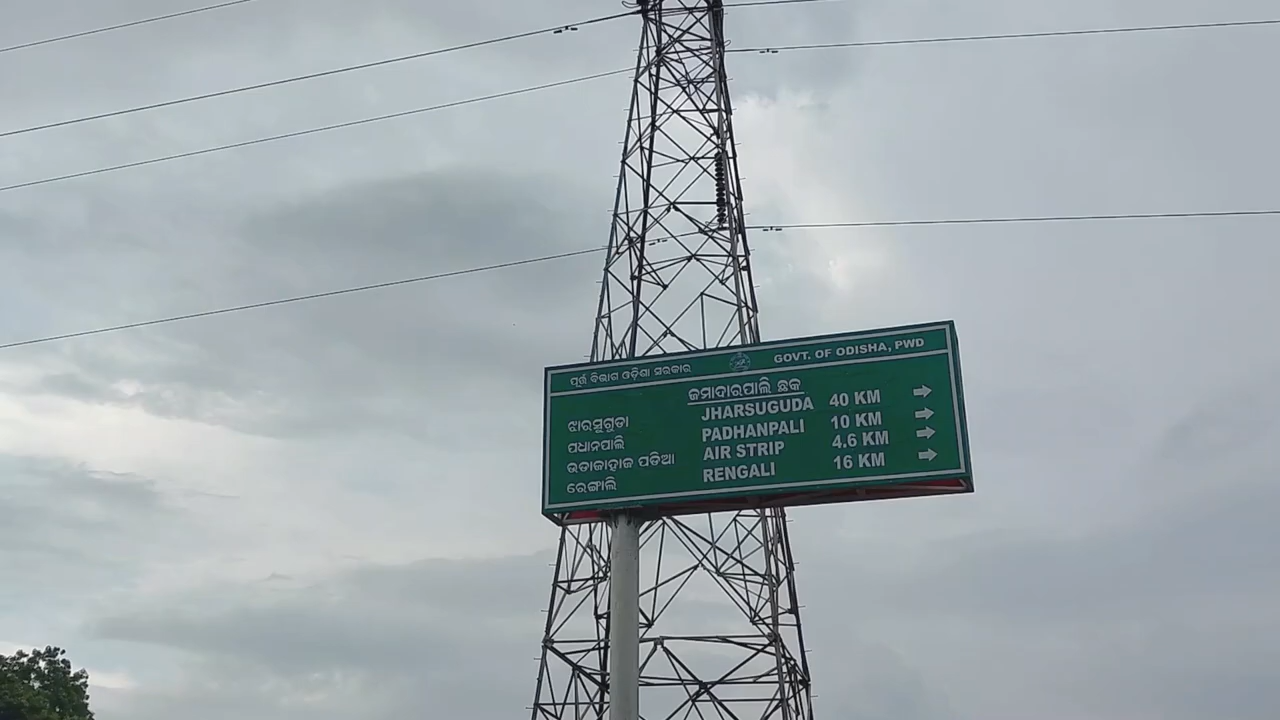 ପୂର୍ତ୍ତ ବିଭାଗ ଓଡ଼ିଶା ସରକାର GOVT. OF ODISHA, PWD
ଜମାଦାରପାଲି ଛକ
ଝାରସୁଗୁଡା JHARSUGUDA 40 KM
ପଧାନପାଲି PADHANPALI 10 KM
ଉଡାଜାହାଜ ପଡିଆ AIR STRIP 4.6 KM
ରେଙ୍ଗାଲି RENGALI 16 KM